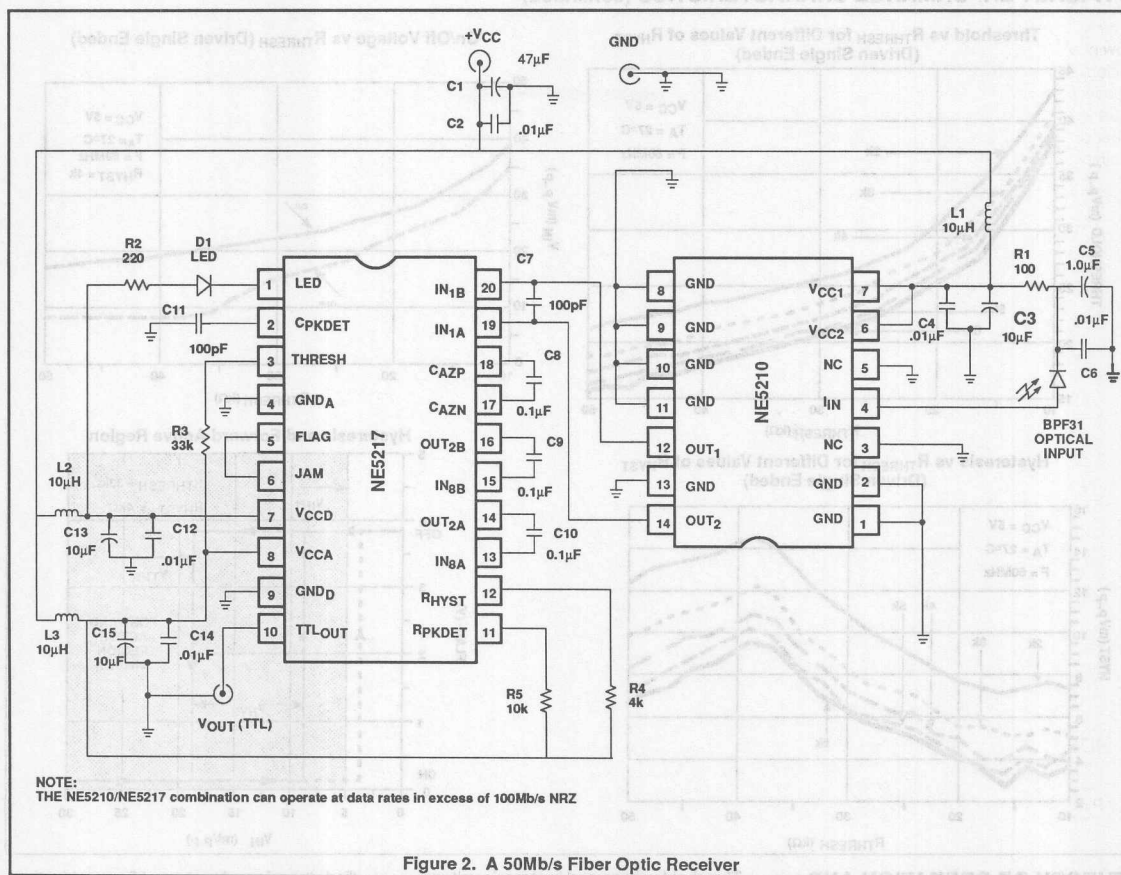 +VCC
GND
47µF
C1
C2
.01µF
L1
10µH
R2
220
D1
LED
C11
100pF
C7
100pF
R1
100
C5
1.0µF
.01µF
C6
C4
.01µF
C3
10µF
BPF31
OPTICAL
INPUT
NE5217
1 LED
2 CPKDET
3 THRESH
4 GNDA
5 FLAG
6 JAM
7 VCCD
8 VCCA
9 GNDD
10 TTLOUT
IN1B 20
IN1A 19
CAZP 18
CAZN 17
OUT2B 16
IN8B 15
OUT2A 14
IN8A 13
RHYST 12
RPKDET 11
C8
0.1µF
C9
0.1µF
C10
0.1µF
NE5210
8 GND
9 GND
10 GND
11 GND
12 OUT1
13 GND
14 OUT2
VCC1 7
VCC2 6
NC 5
IIN 4
NC 3
GND 2
GND 1
R3
33k
L2
10µH
C13
10µF
C12
.01µF
L3
10µH
C15
10µF
C14
.01µF
VOUT (TTL)
R5
10k
R4
4k
NOTE:
THE NE5210/NE5217 combination can operate at data rates in excess of 100Mb/s NRZ
Figure 2. A 50Mb/s Fiber Optic Receiver